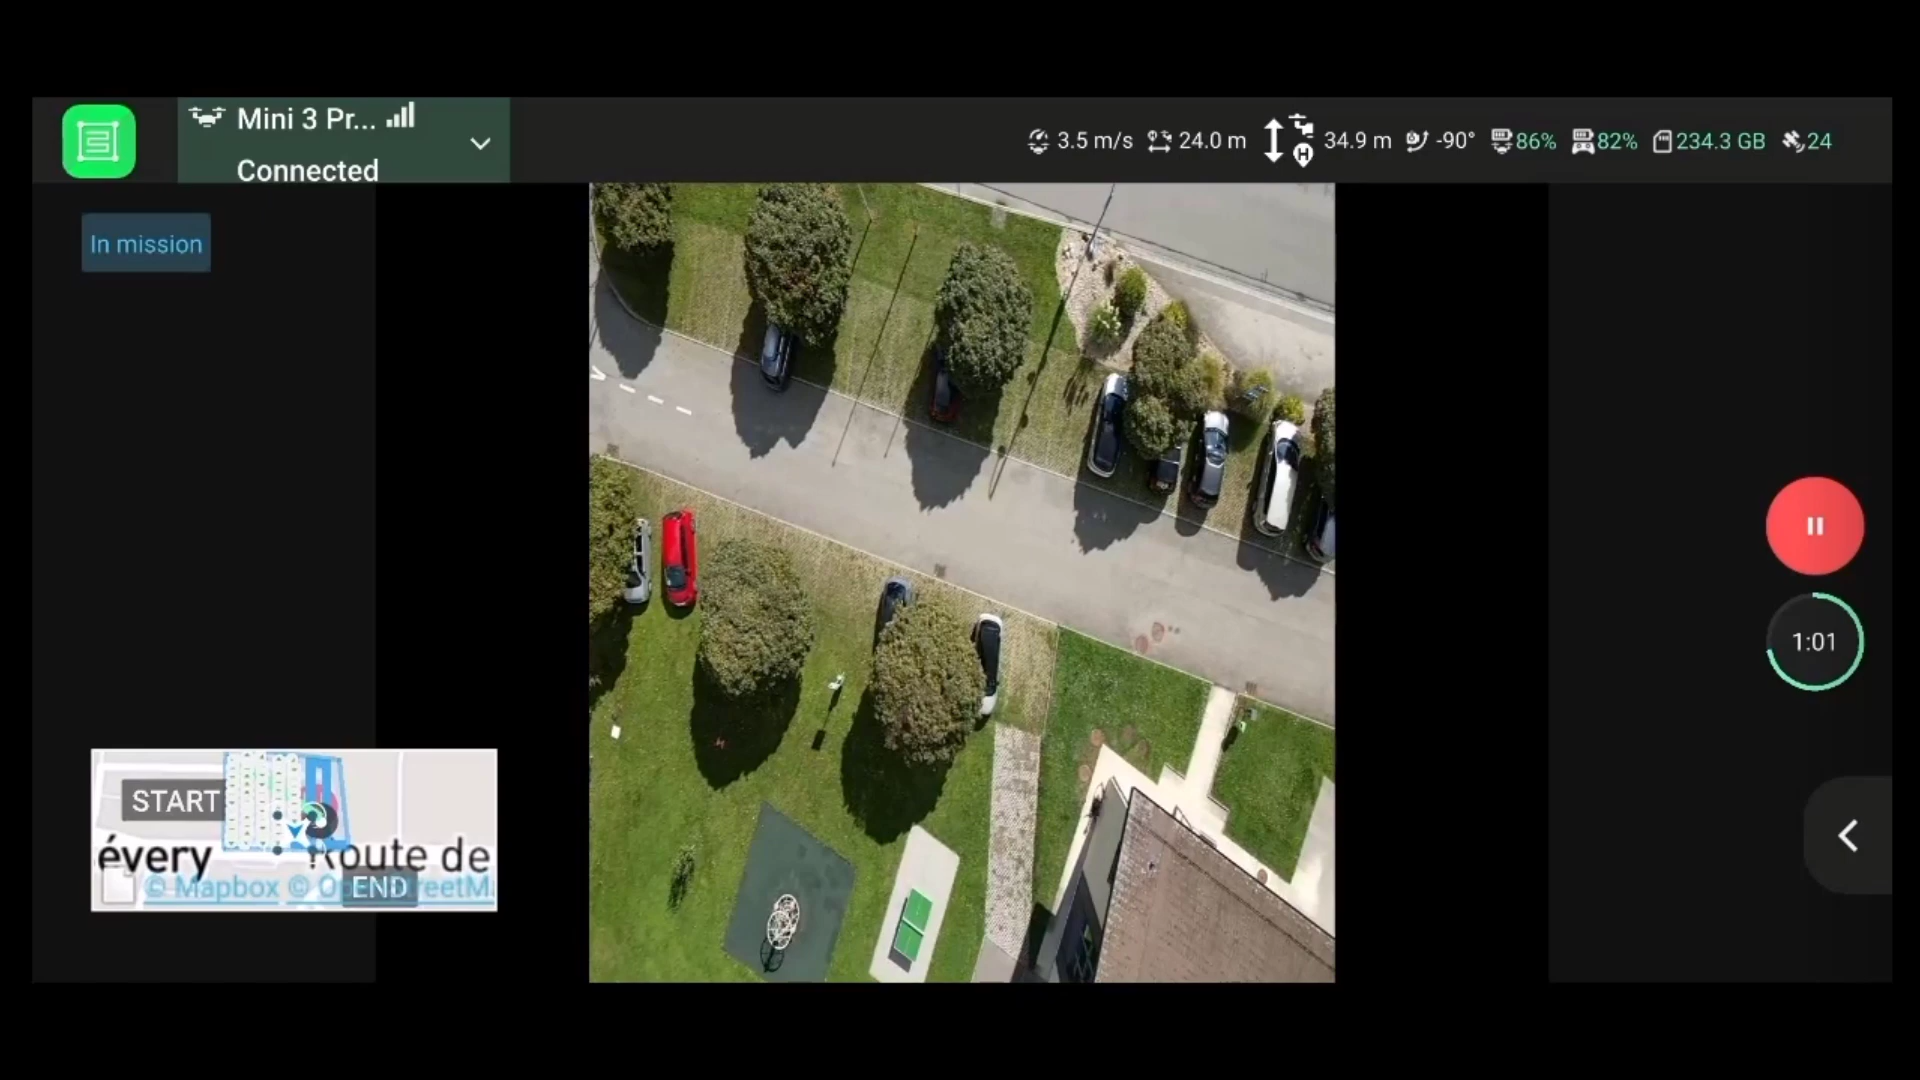 Mini 3 Pr...
Connected
3.5 m/s 24.0 m H 34.9 m -90° 86% 82% 234.3 GB 24
In mission
1:01
START
évery Route de
© Mapbox © OpenStreetM
END